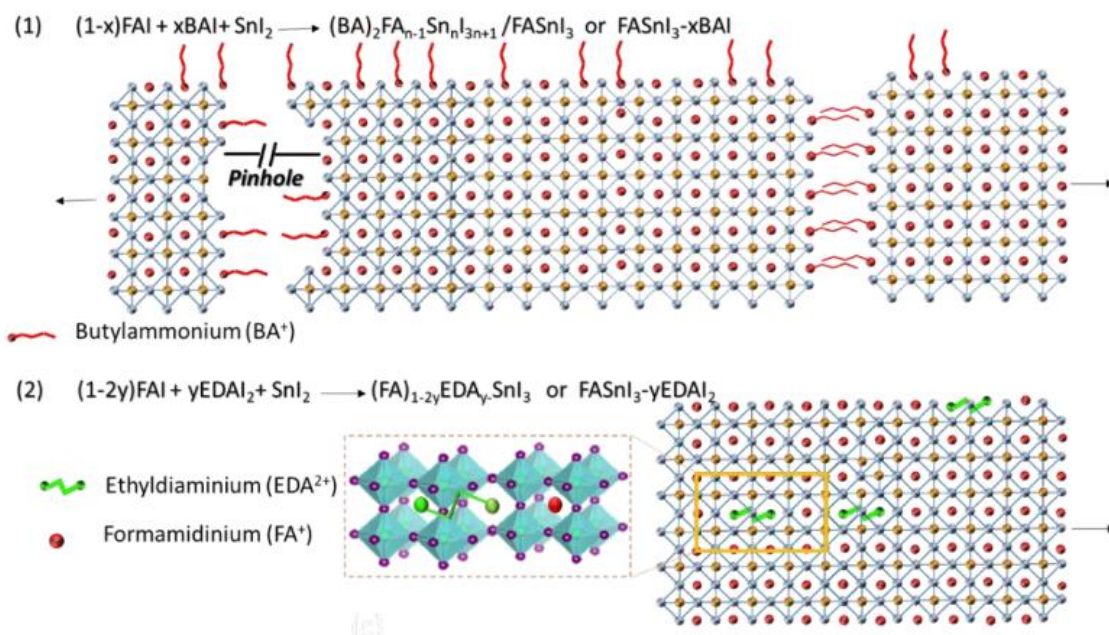 (1) (1-x)FAI + xBAI+ SnI₂ ⟶ (BA)₂FAₙ₋₁SnₙI₃ₙ₊₁ /FASnI₃ or FASnI₃-xBAI
Pinhole
Butylammonium (BA⁺)
(2) (1-2y)FAI + yEDAI₂+ SnI₂ ⟶ (FA)₁₋₂yEDAy-SnI₃ or FASnI₃-yEDAI₂
Ethyldiaminium (EDA²⁺)
Formamidinium (FA⁺)